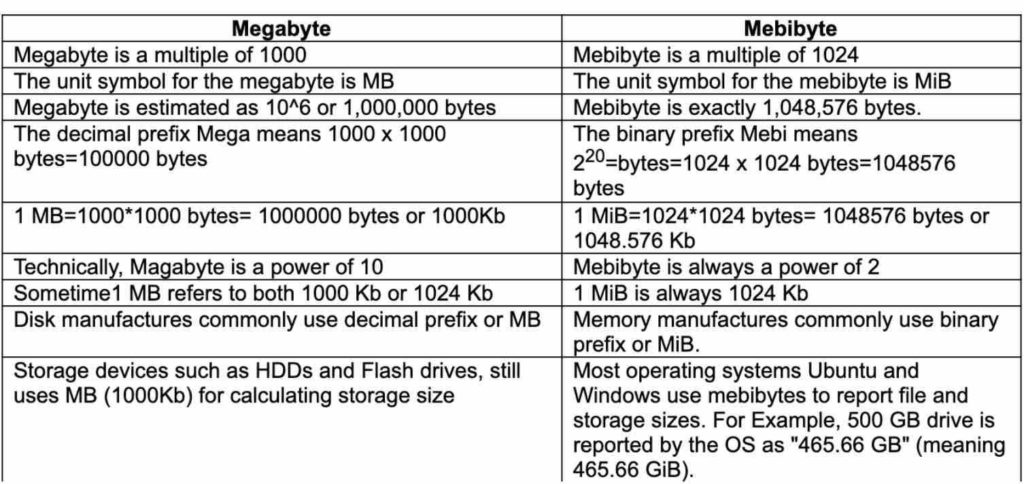 Megabyte
Mebibyte
Megabyte is a multiple of 1000
Mebibyte is a multiple of 1024
The unit symbol for the megabyte is MB
The unit symbol for the mebibyte is MiB
Megabyte is estimated as 10^6 or 1,000,000 bytes
Mebibyte is exactly 1,048,576 bytes.
The decimal prefix Mega means 1000 x 1000
bytes=100000 bytes
The binary prefix Mebi means
2²⁰=bytes=1024 x 1024 bytes=1048576
bytes
1 MB=1000*1000 bytes= 1000000 bytes or 1000Kb
1 MiB=1024*1024 bytes= 1048576 bytes or
1048.576 Kb
Technically, Magabyte is a power of 10
Mebibyte is always a power of 2
Sometime1 MB refers to both 1000 Kb or 1024 Kb
1 MiB is always 1024 Kb
Disk manufactures commonly use decimal prefix or MB
Memory manufactures commonly use binary
prefix or MiB.
Storage devices such as HDDs and Flash drives, still
uses MB (1000Kb) for calculating storage size
Most operating systems Ubuntu and
Windows use mebibytes to report file and
storage sizes. For Example, 500 GB drive is
reported by the OS as "465.66 GB" (meaning
465.66 GiB).